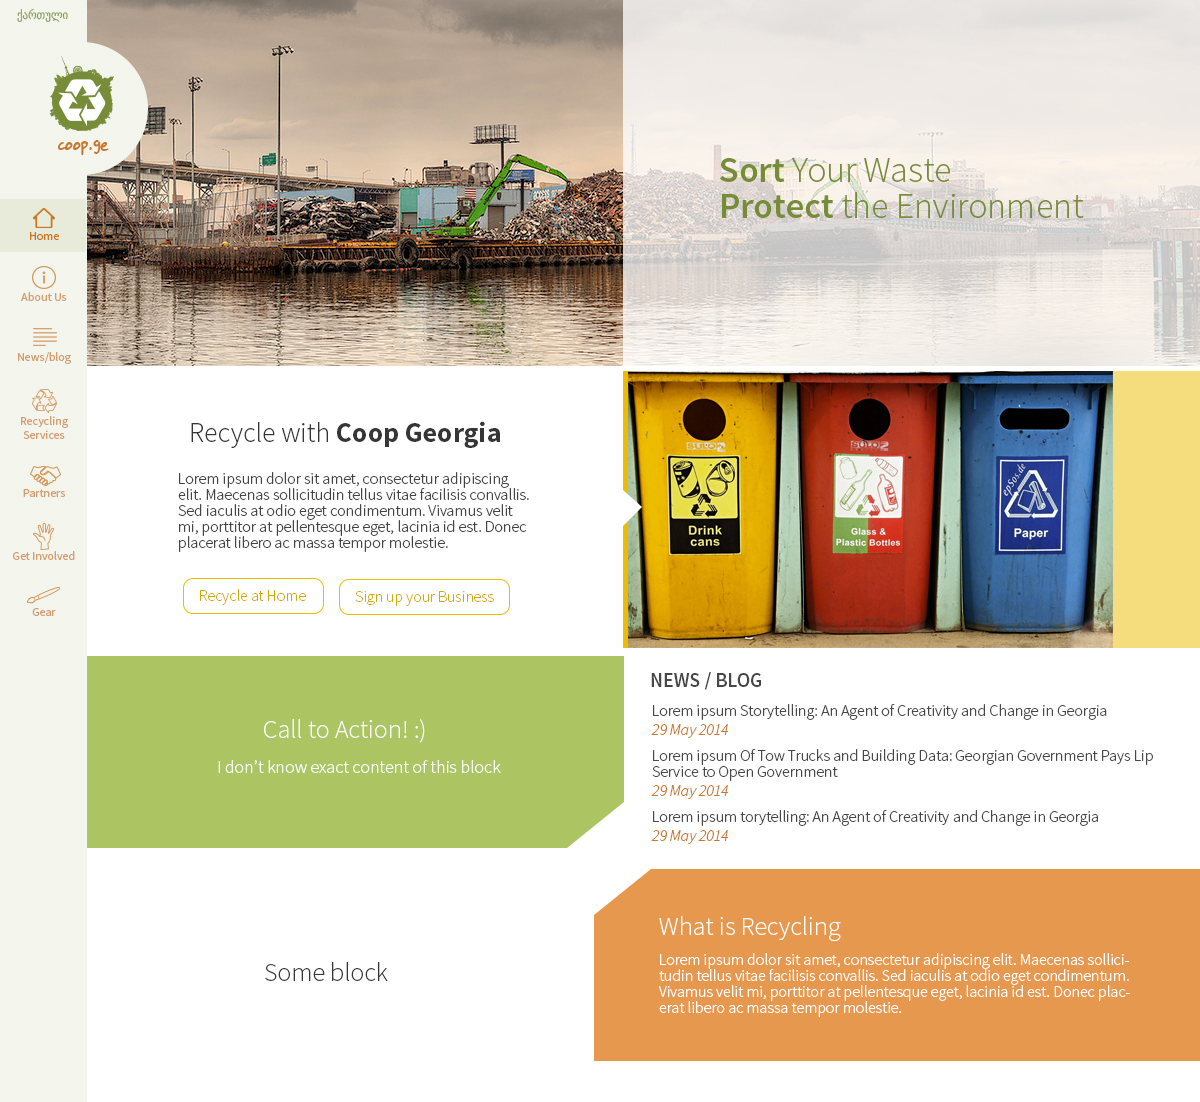 ქართული
coop.ge
Home
About Us
News/blog
Recycling
Services
Partners
Get Involved
Gear
Sort Your Waste
Protect the Environment
Recycle with Coop Georgia
Lorem ipsum dolor sit amet, consectetur adipiscing
elit. Maecenas sollicitudin tellus vitae facilisis convallis.
Sed iaculis at odio eget condimentum. Vivamus velit
mi, porttitor at pellentesque eget, lacinia id est. Donec
placerat libero ac massa tempor molestie.
Recycle at Home
Sign up your Business
SULO
Drink
cans
SULO
Glass &
Plastic Bottles
epSos.de
Paper
Call to Action! :)
I don't know exact content of this block
NEWS / BLOG
Lorem ipsum Storytelling: An Agent of Creativity and Change in Georgia
29 May 2014
Lorem ipsum Of Tow Trucks and Building Data: Georgian Government Pays Lip
Service to Open Government
29 May 2014
Lorem ipsum torytelling: An Agent of Creativity and Change in Georgia
29 May 2014
Some block
What is Recycling
Lorem ipsum dolor sit amet, consectetur adipiscing elit. Maecenas sollici-
tudin tellus vitae facilisis convallis. Sed iaculis at odio eget condimentum.
Vivamus velit mi, porttitor at pellentesque eget, lacinia id est. Donec plac-
erat libero ac massa tempor molestie.